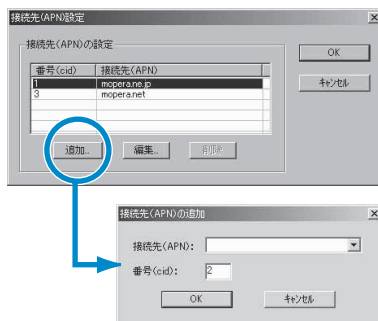 接続先(APN)設定
接続先(APN)の設定
番号(cid) 接続先(APN)
1 mopera.ne.jp
3 mopera.net
追加... 編集... 削除
OK
キャンセル
接続先(APN)の追加
接続先(APN):
番号(cid): 2
OK キャンセル